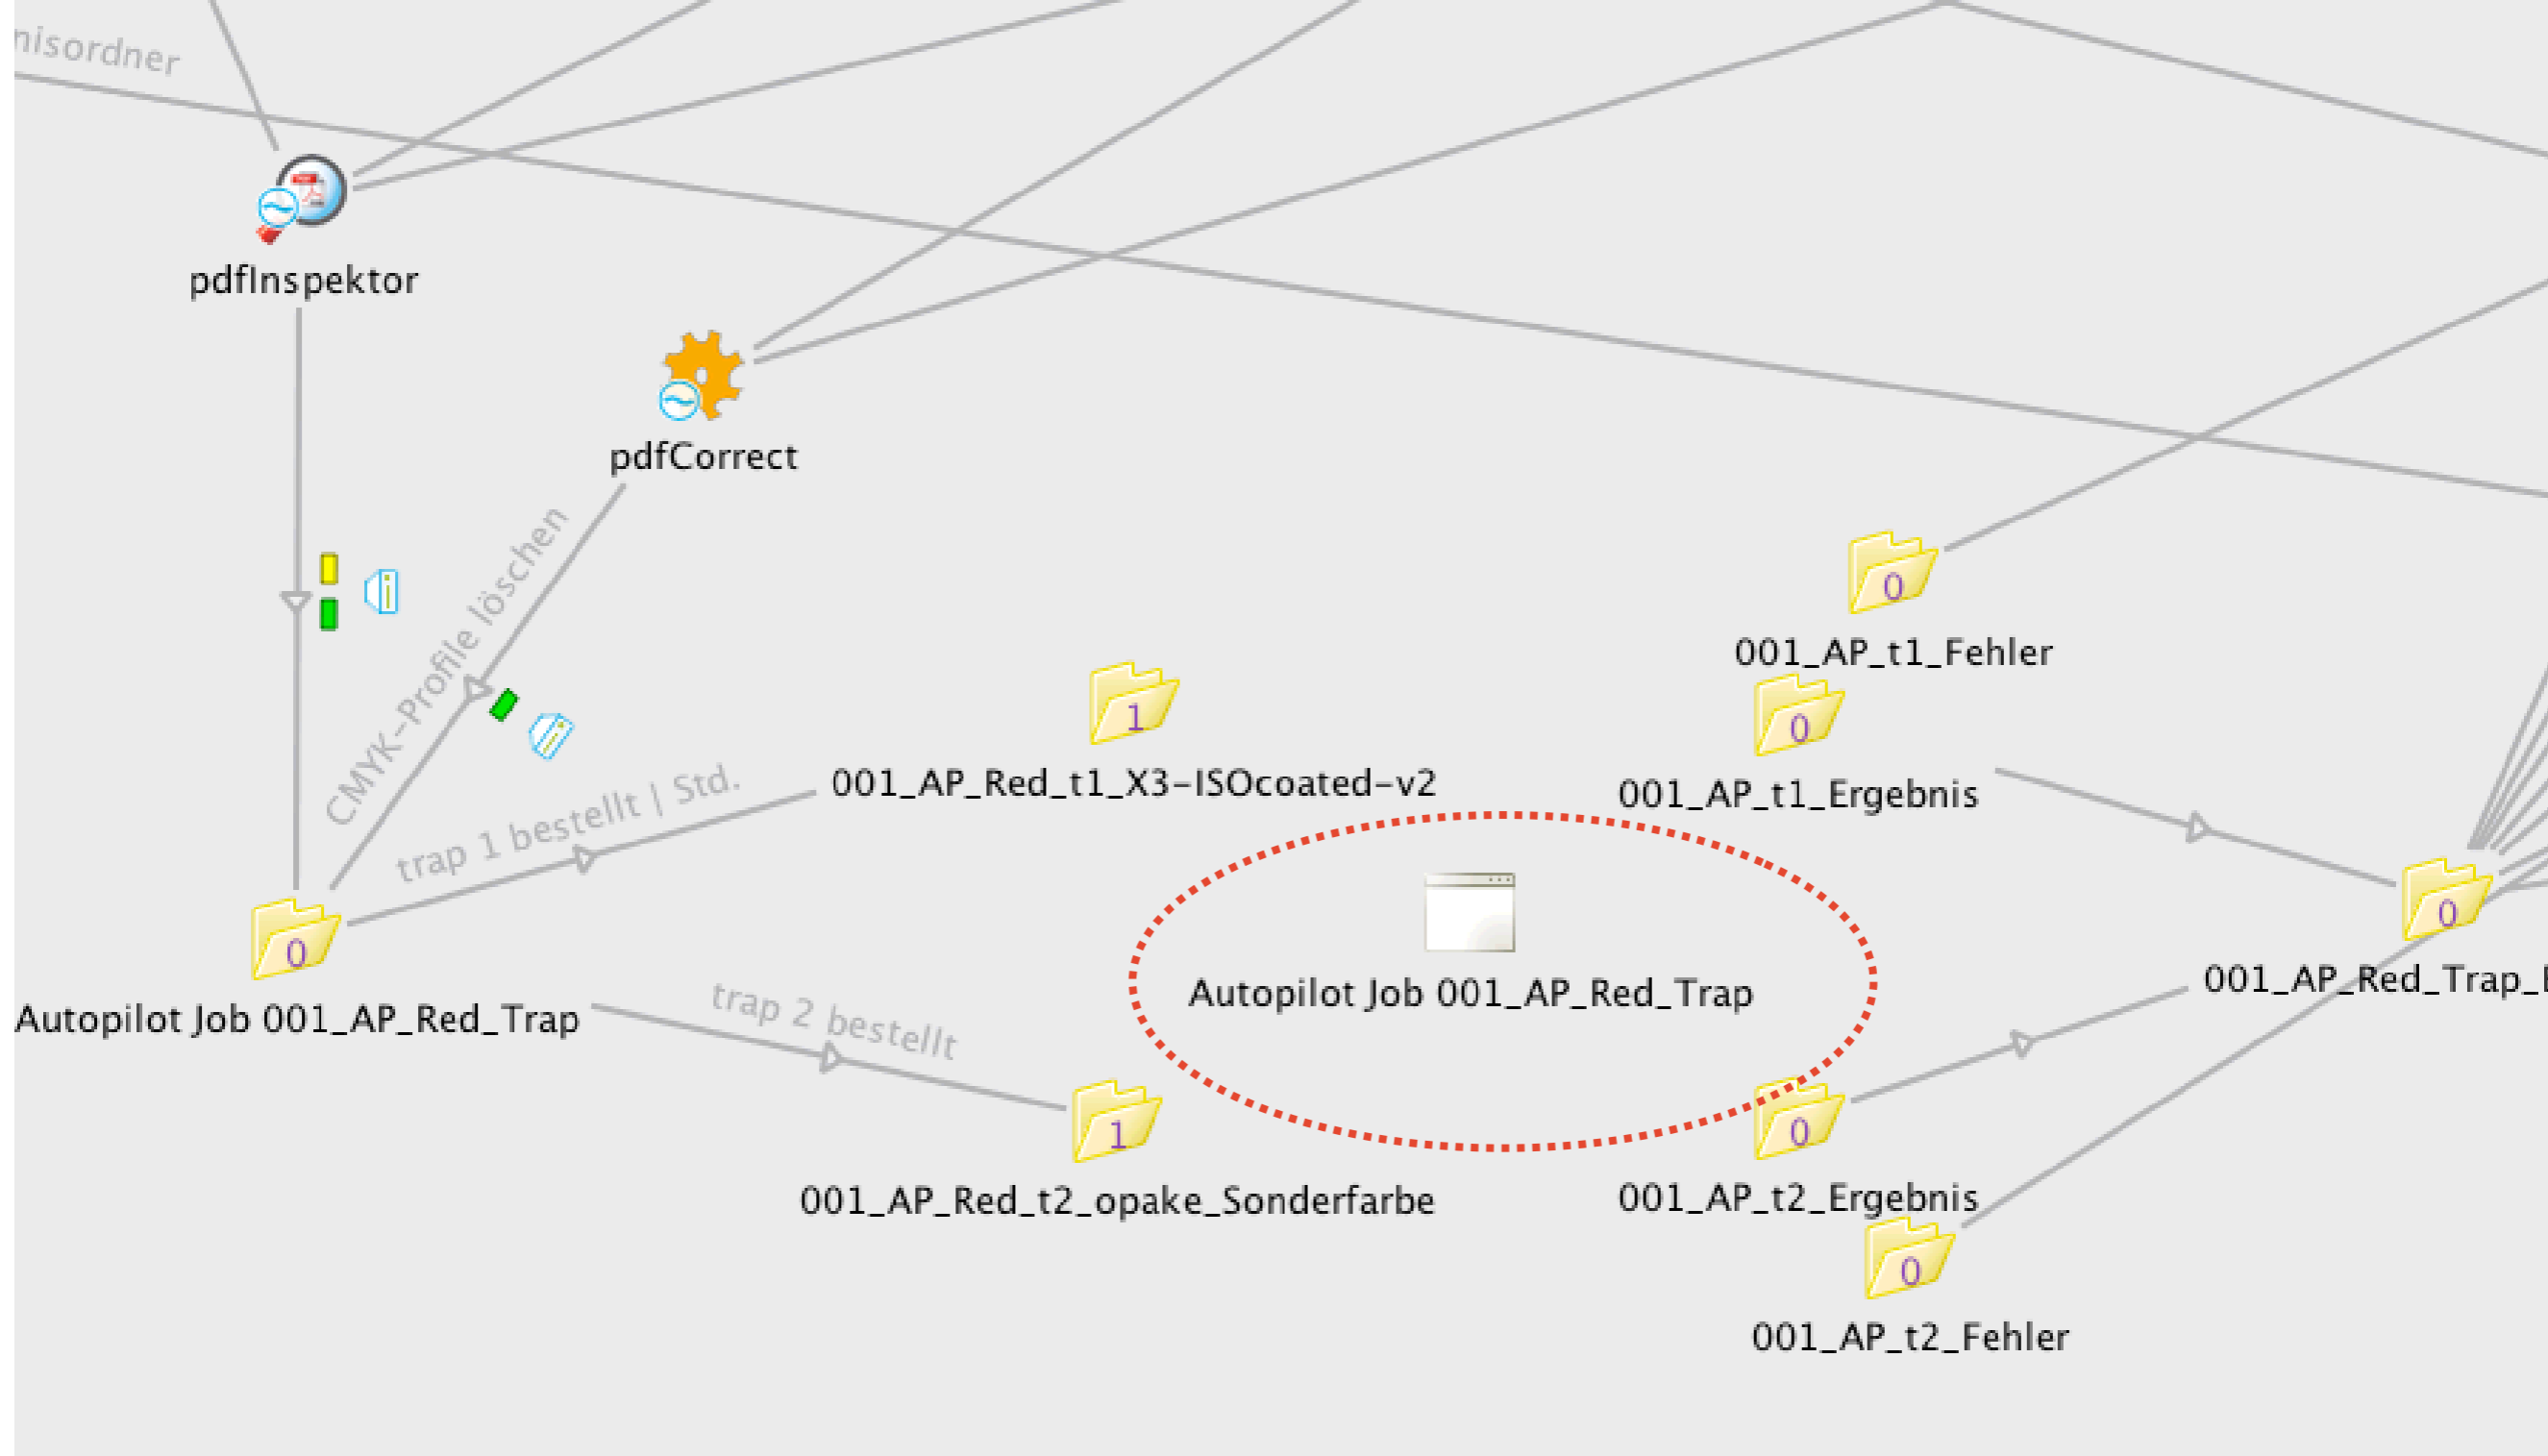 nisordner
pdfInspektor
pdfCorrect
CMYK-Profile löschen
0
001_AP_t1_Fehler
1
001_AP_Red_t1_X3-ISOcoated-v2
0
001_AP_t1_Ergebnis
trap 1 bestellt | Std.
0
Autopilot Job 001_AP_Red_Trap
Autopilot Job 001_AP_Red_Trap
0
001_AP_Red_Trap_E
trap 2 bestellt
1
001_AP_Red_t2_opake_Sonderfarbe
0
001_AP_t2_Ergebnis
0
001_AP_t2_Fehler